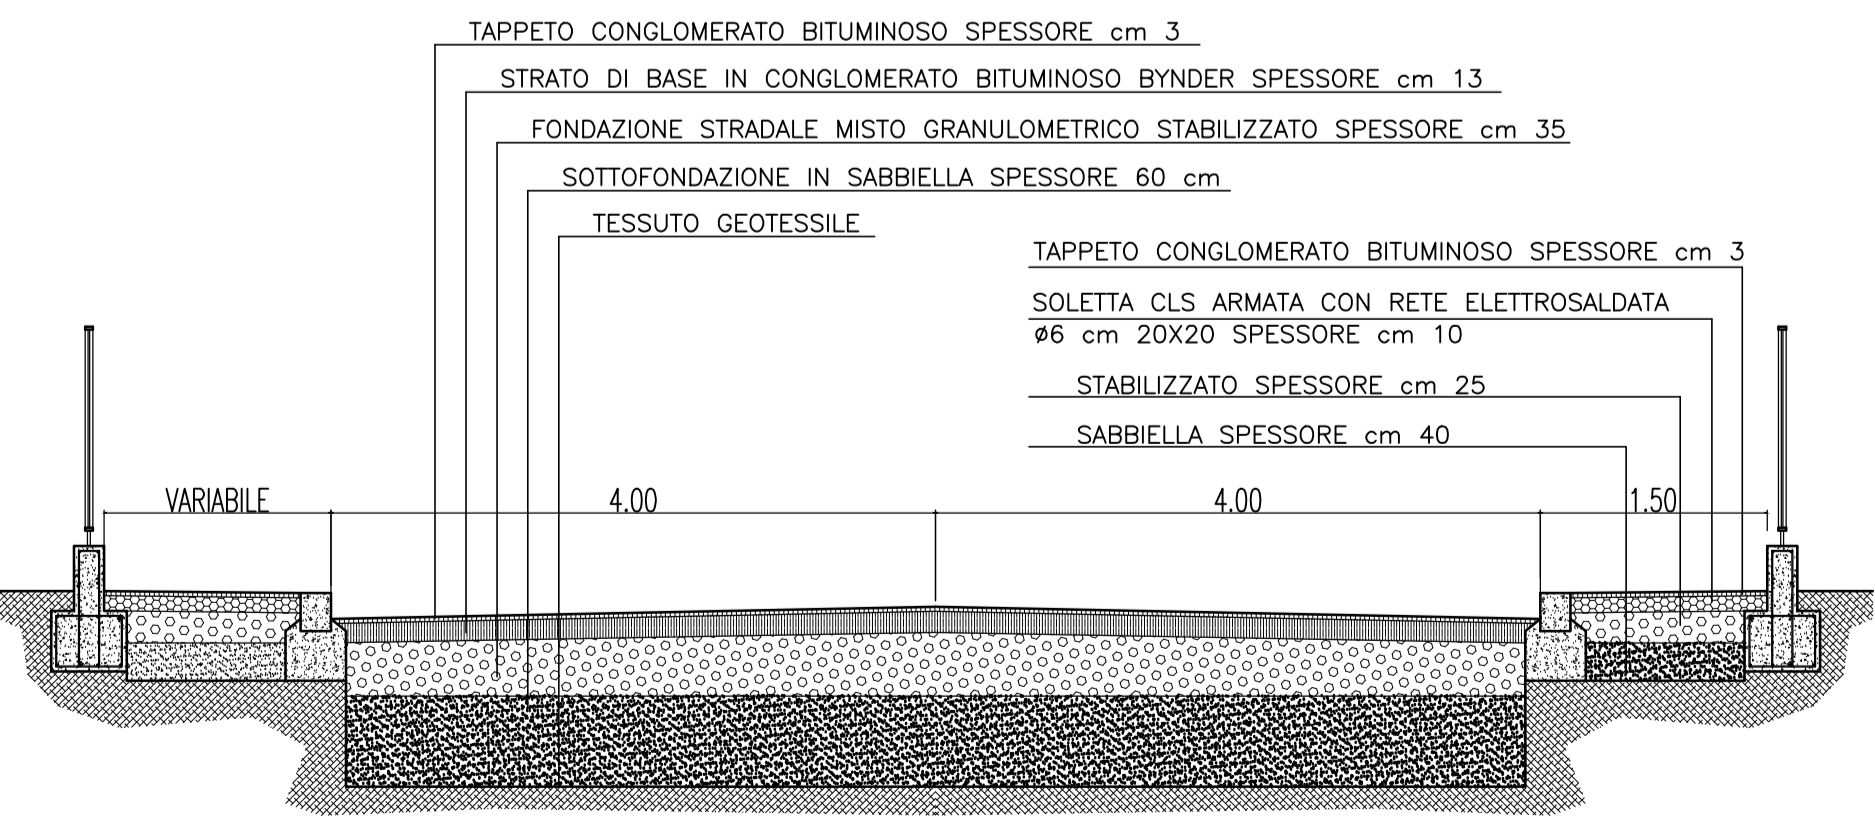 TAPPETO CONGLOMERATO BITUMINOSO SPESSORE cm 3
STRATO DI BASE IN CONGLOMERATO BITUMINOSO BYNDER SPESSORE cm 13
FONDAZIONE STRADALE MISTO GRANULOMETRICO STABILIZZATO SPESSORE cm 35
SOTTOFONDAZIONE IN SABBIELLA SPESSORE 60 cm
TESSUTO GEOTESSILE
TAPPETO CONGLOMERATO BITUMINOSO SPESSORE cm 3
SOLETTA CLS ARMATA CON RETE ELETTROSALDATA
ø6 cm 20X20 SPESSORE cm 10
STABILIZZATO SPESSORE cm 25
SABBIELLA SPESSORE cm 40
VARIABILE 4.00 4.00 1.50